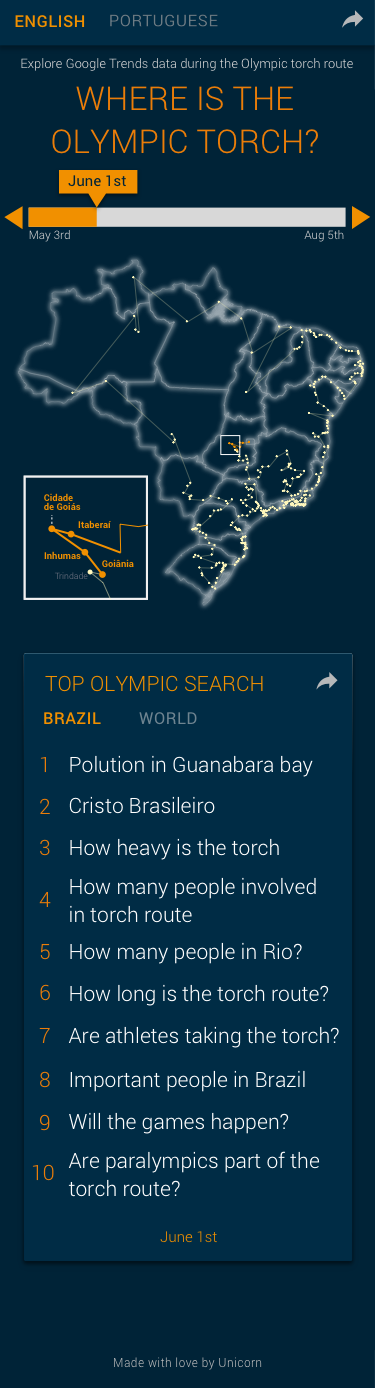 ENGLISH PORTUGUESE
Explore Google Trends data during the Olympic torch route
WHERE IS THE
OLYMPIC TORCH?
June 1st
May 3rd Aug 5th
Cidade
de Goiás
Itaberaí
Inhumas
Goiânia
Trindade
TOP OLYMPIC SEARCH
BRAZIL WORLD
1 Polution in Guanabara bay
2 Cristo Brasileiro
3 How heavy is the torch
4 How many people involved
in torch route
5 How many people in Rio?
6 How long is the torch route?
7 Are athletes taking the torch?
8 Important people in Brazil
9 Will the games happen?
10 Are paralympics part of the
torch route?
June 1st
Made with love by Unicorn